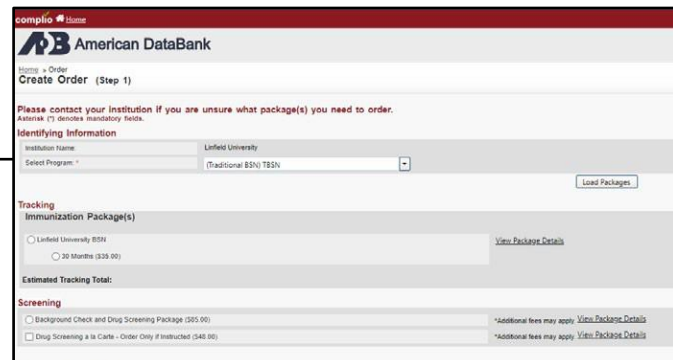 complio Home
ADB American DataBank
Home » Order
Create Order (Step 1)
Please contact your institution if you are unsure what package(s) you need to order.
Asterisk (*) denotes mandatory fields.
Identifying Information
Institution Name: Linfield University
Select Program: * (Traditional BSN) TBSN
Load Packages
Tracking
Immunization Package(s)
Linfield University BSN View Package Details
30 Months ($35.00)
Estimated Tracking Total:
Screening
Background Check and Drug Screening Package ($85.00) *Additional fees may apply View Package Details
Drug Screening a la Carte - Order Only if Instructed ($48.00) *Additional fees may apply View Package Details